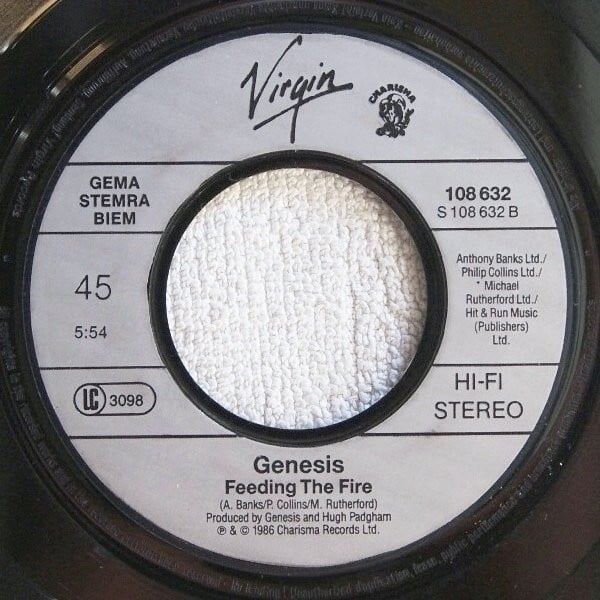 Virgin
CHARISMA
GEMA
STEMRA
BIEM
108 632
S 108 632 B
45
5:54
Anthony Banks Ltd./
Philip Collins Ltd./
* Michael
Rutherford Ltd./
Hit & Run Music
(Publishers)
Ltd.
LC 3098
HI-FI
STEREO
Genesis
Feeding The Fire
(A. Banks/P. Collins/M. Rutherford)
Produced by Genesis and Hugh Padgham
℗ & © 1986 Charisma Records Ltd.